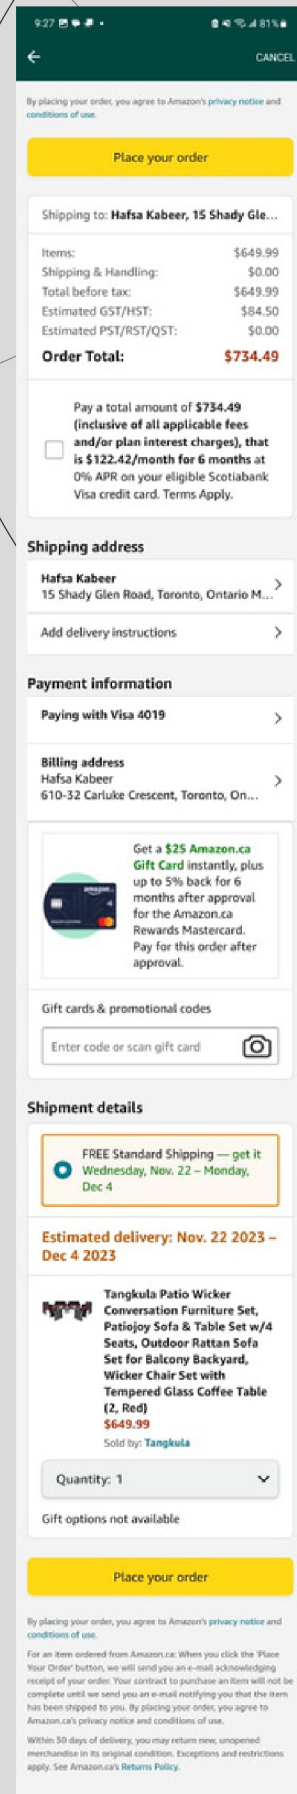 9:27
81%
CANCEL
By placing your order, you agree to Amazon's privacy notice and
conditions of use.
Place your order
Shipping to: Hafsa Kabeer, 15 Shady Gle...
Items: $649.99
Shipping & Handling: $0.00
Total before tax: $649.99
Estimated GST/HST: $84.50
Estimated PST/RST/QST: $0.00
Order Total: $734.49
Pay a total amount of $734.49
(inclusive of all applicable fees
and/or plan interest charges), that
is $122.42/month for 6 months at
0% APR on your eligible Scotiabank
Visa credit card. Terms Apply.
Shipping address
Hafsa Kabeer
15 Shady Glen Road, Toronto, Ontario M...
Add delivery instructions
Payment information
Paying with Visa 4019
Billing address
Hafsa Kabeer
610-32 Carluke Crescent, Toronto, On...
amazon
Get a $25 Amazon.ca
Gift Card instantly, plus
up to 5% back for 6
months after approval
for the Amazon.ca
Rewards Mastercard.
Pay for this order after
approval.
Gift cards & promotional codes
Enter code or scan gift card
Shipment details
FREE Standard Shipping — get it
Wednesday, Nov. 22 – Monday,
Dec 4
Estimated delivery: Nov. 22 2023 –
Dec 4 2023
Tangkula Patio Wicker
Conversation Furniture Set,
Patiojoy Sofa & Table Set w/4
Seats, Outdoor Rattan Sofa
Set for Balcony Backyard,
Wicker Chair Set with
Tempered Glass Coffee Table
(2, Red)
$649.99
Sold by: Tangkula
Quantity: 1
Gift options not available
Place your order
By placing your order, you agree to Amazon's privacy notice and
conditions of use.
For an item ordered from Amazon.ca: When you click the 'Place
Your Order' button, we will send you an e-mail acknowledging
receipt of your order. Your contract to purchase an item will not be
complete until we send you an e-mail notifying you that the item
has been shipped to you. By placing your order, you agree to
Amazon.ca's privacy notice and conditions of use.
Within 30 days of delivery, you may return new, unopened
merchandise in its original condition. Exceptions and restrictions
apply. See Amazon.ca's Returns Policy.